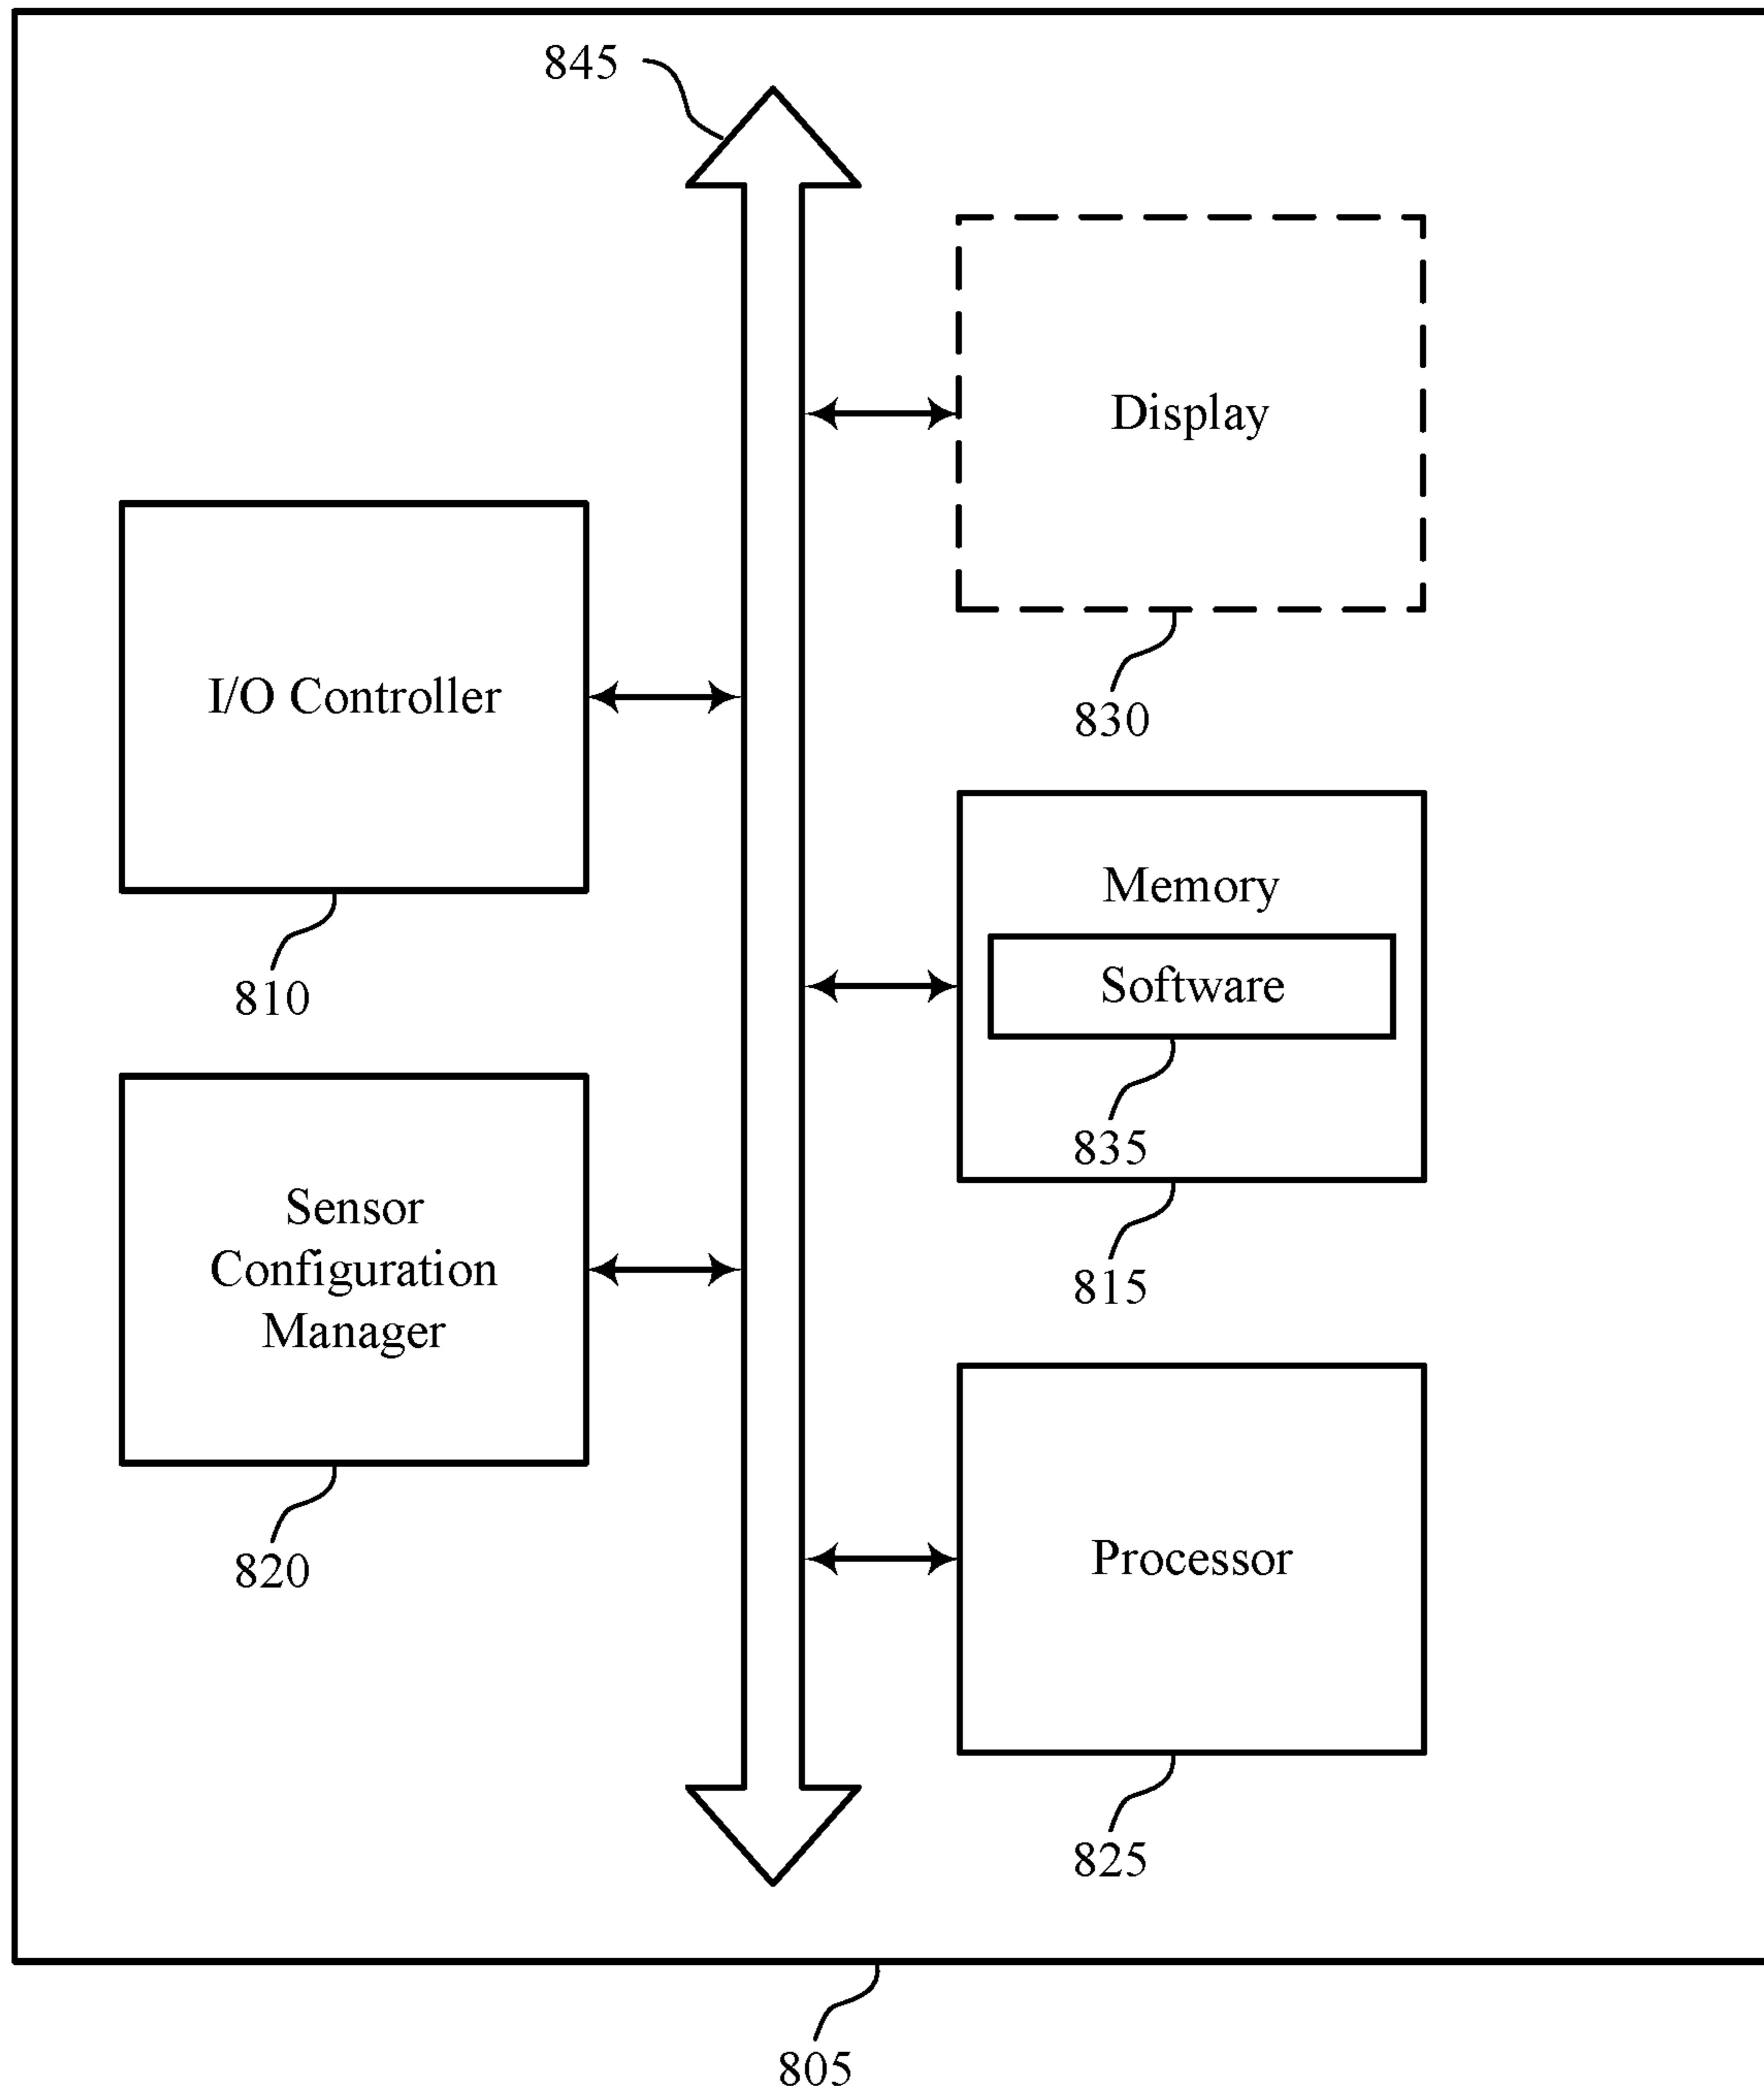 845
Display
830
I/O Controller
810
Memory
Software
835
815
Sensor
Configuration
Manager
820
Processor
825
805